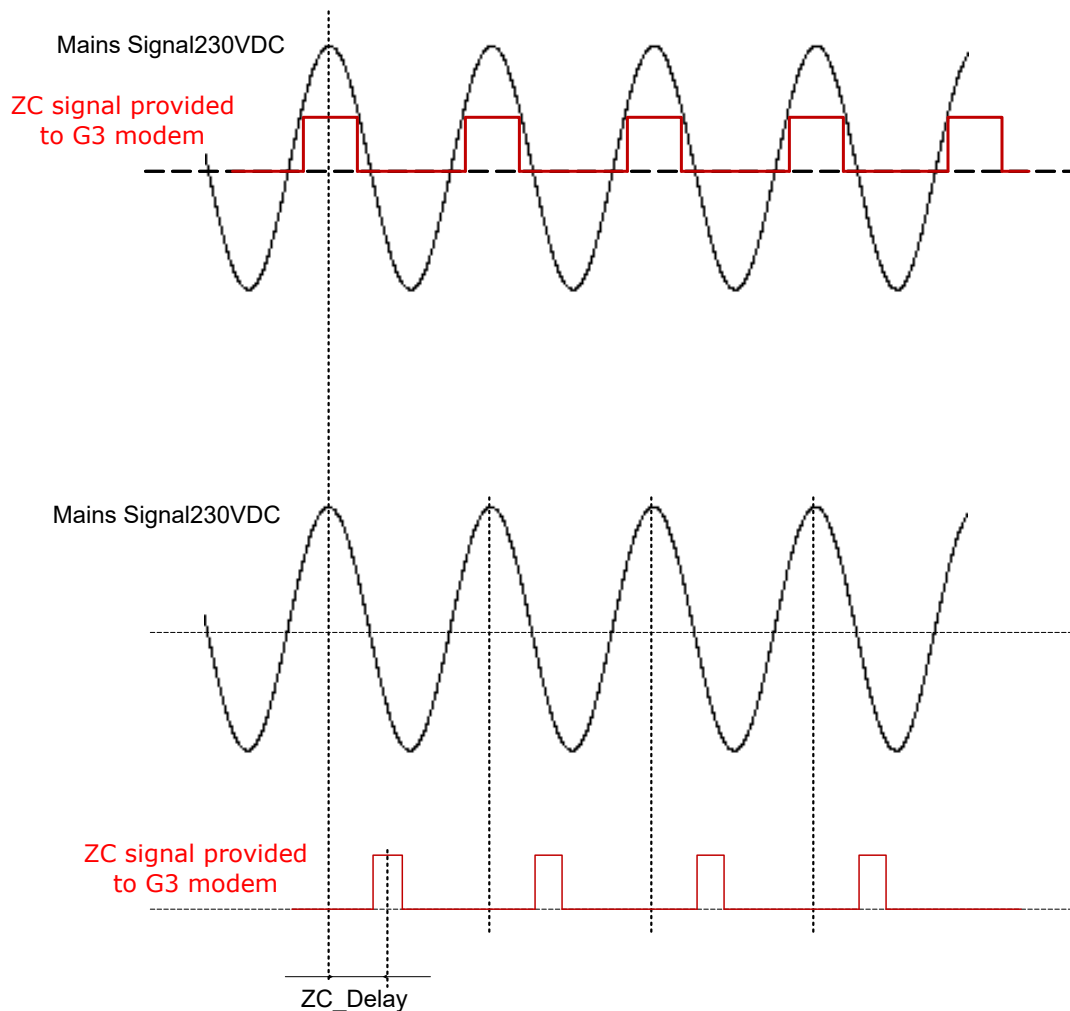 Mains Signal230VDC
ZC signal provided
to G3 modem
Mains Signal230VDC
ZC signal provided
to G3 modem
ZC_Delay